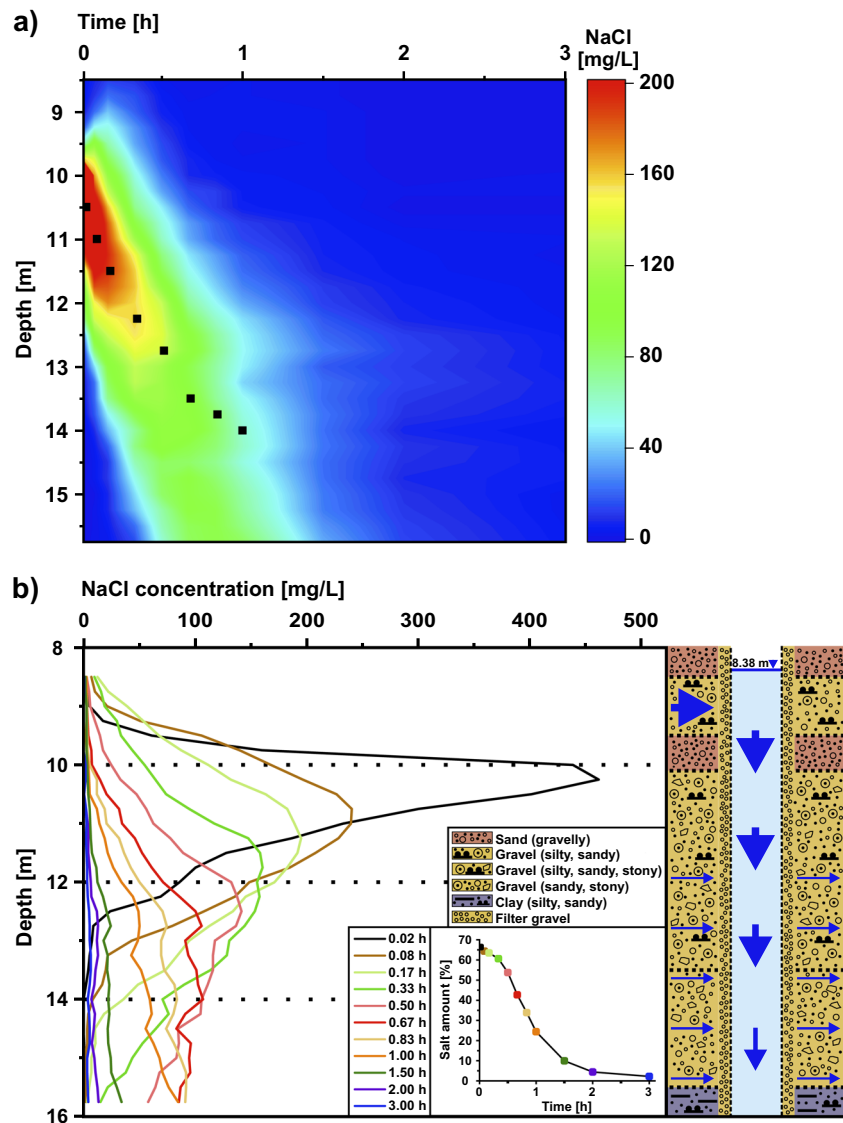 a)
Time [h]
0 1 2 3
NaCl
[mg/L]
200
160
120
80
40
0
Depth [m]
9
10
11
12
13
14
15
b)
NaCl concentration [mg/L]
0 100 200 300 400 500
Depth [m]
8
10
12
14
16
8.38 m
Sand (gravelly)
Gravel (silty, sandy)
Gravel (silty, sandy, stony)
Gravel (sandy, stony)
Clay (silty, sandy)
Filter gravel
0.02 h
0.08 h
0.17 h
0.33 h
0.50 h
0.67 h
0.83 h
1.00 h
1.50 h
2.00 h
3.00 h
Salt amount [%]
70
60
50
40
30
20
10
0
0 1 2 3
Time [h]